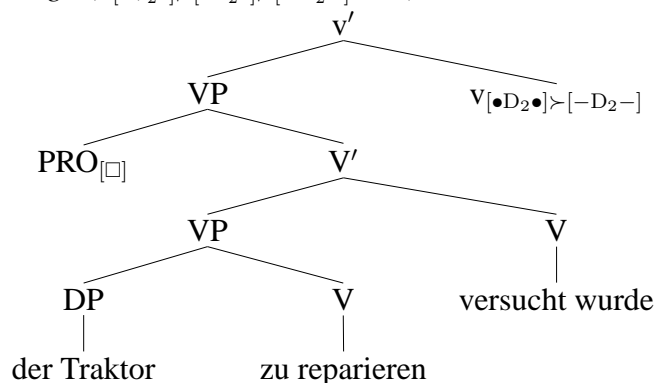 v′
VP v[•D₂•]≻[−D₂−]
PRO[□] V′
VP V
DP V versucht wurde
der Traktor zu reparieren